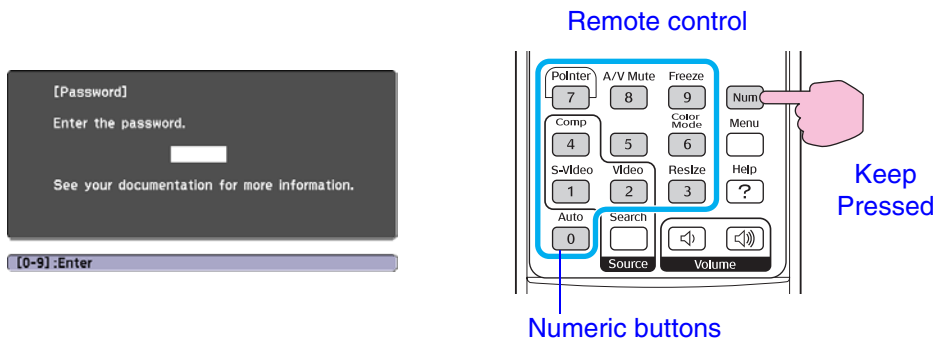 Remote control
[Password]
Enter the password.
See your documentation for more information.
[0-9] :Enter
Pointer A/V Mute Freeze
7 8 9 Num
Comp Color Mode Menu
4 5 6
S-Video Video Resize Help
1 2 3 ?
Auto Search
0
Source Volume
Keep
Pressed
Numeric buttons